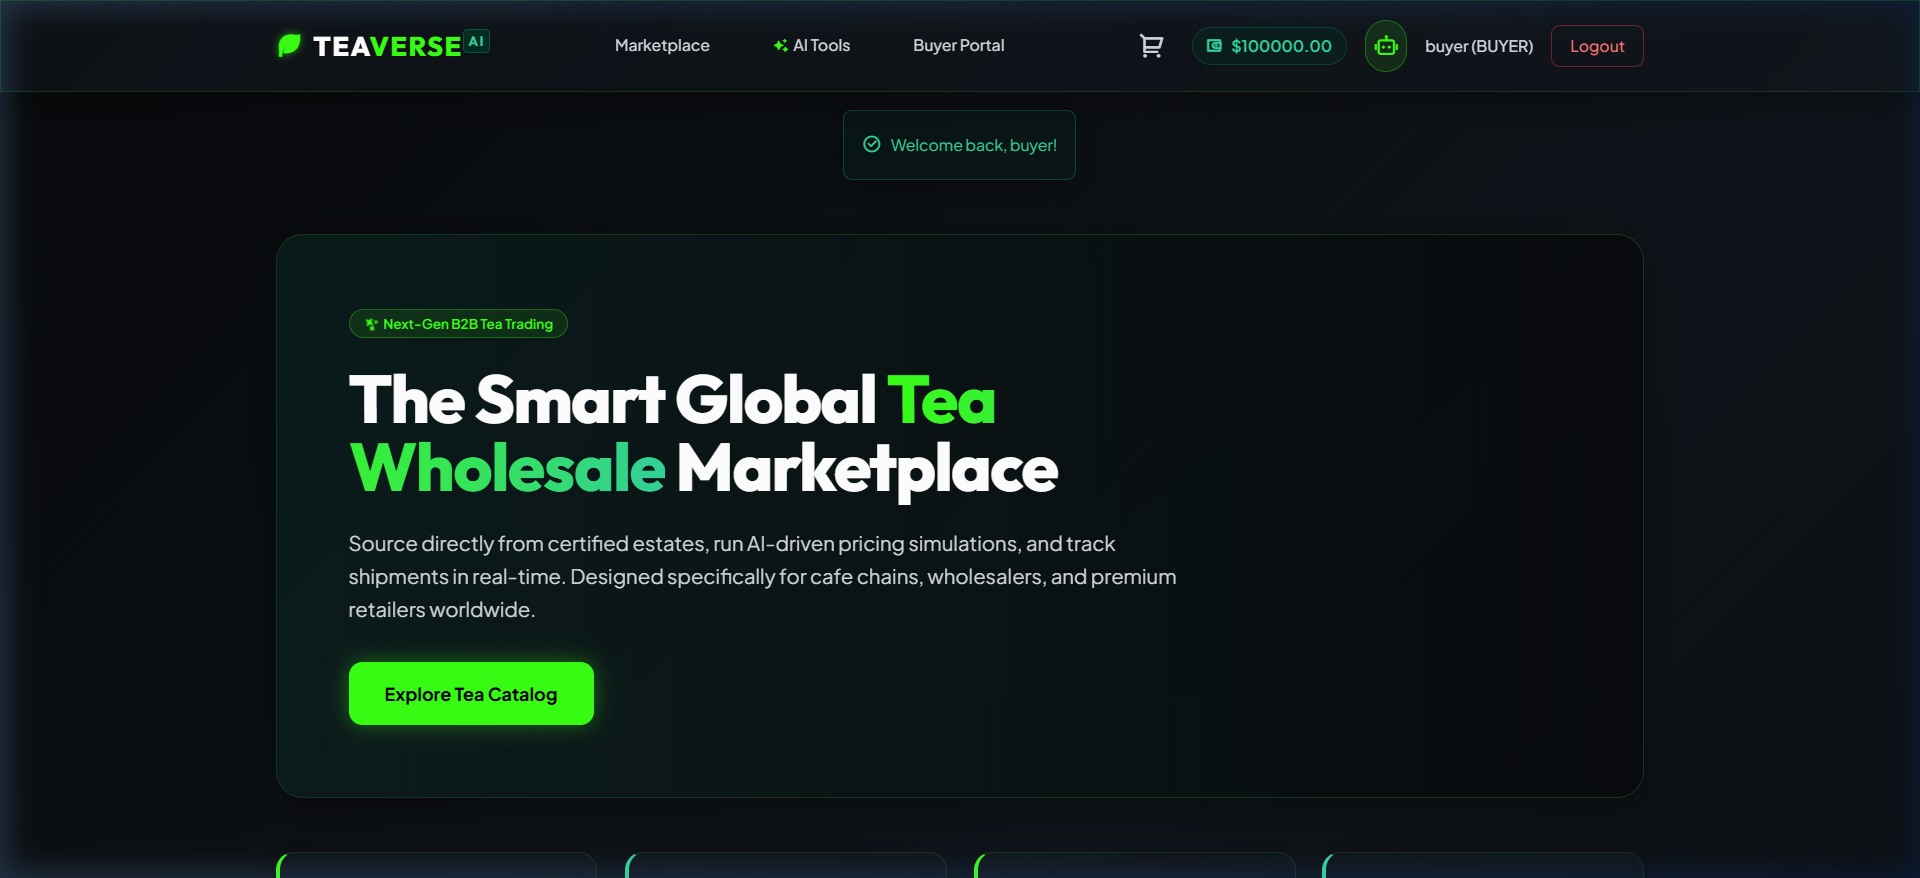 TEAVERSE AI
Marketplace
AI Tools
Buyer Portal
$100000.00
buyer (BUYER)
Logout
Welcome back, buyer!
Next-Gen B2B Tea Trading
The Smart Global Tea
Wholesale Marketplace
Source directly from certified estates, run AI-driven pricing simulations, and track
shipments in real-time. Designed specifically for cafe chains, wholesalers, and premium
retailers worldwide.
Explore Tea Catalog